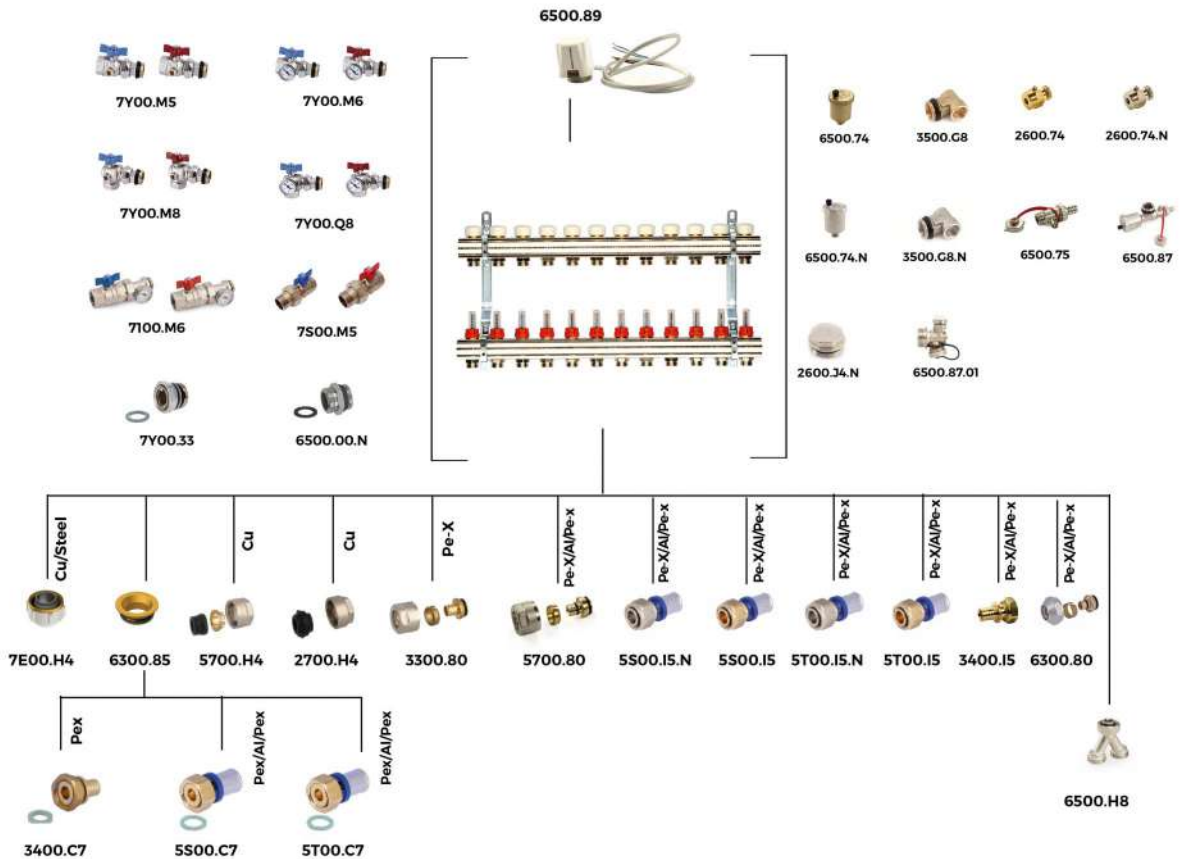 6500.89
7Y00.M5
7Y00.M6
6500.74
3500.G8
2600.74
2600.74.N
7Y00.M8
7Y00.Q8
6500.74.N
3500.G8.N
6500.75
6500.87
7100.M6
7S00.M5
2600.J4.N
6500.87.01
7Y00.33
6500.00.N
Cu/Steel
Cu
Cu
Pe-X
Pe-X/Al/Pe-x
Pe-X/Al/Pe-x
Pe-X/Al/Pe-x
Pe-X/Al/Pe-x
Pe-X/Al/Pe-x
Pe-X/Al/Pe-x
Pe-X/Al/Pe-x
7E00.H4
6300.85
5700.H4
2700.H4
3300.80
5700.80
5S00.I5.N
5S00.I5
5T00.I5.N
5T00.I5
3400.I5
6300.80
Pex
Pex/Al/Pex
Pex/Al/Pex
6500.H8
3400.C7
5S00.C7
5T00.C7